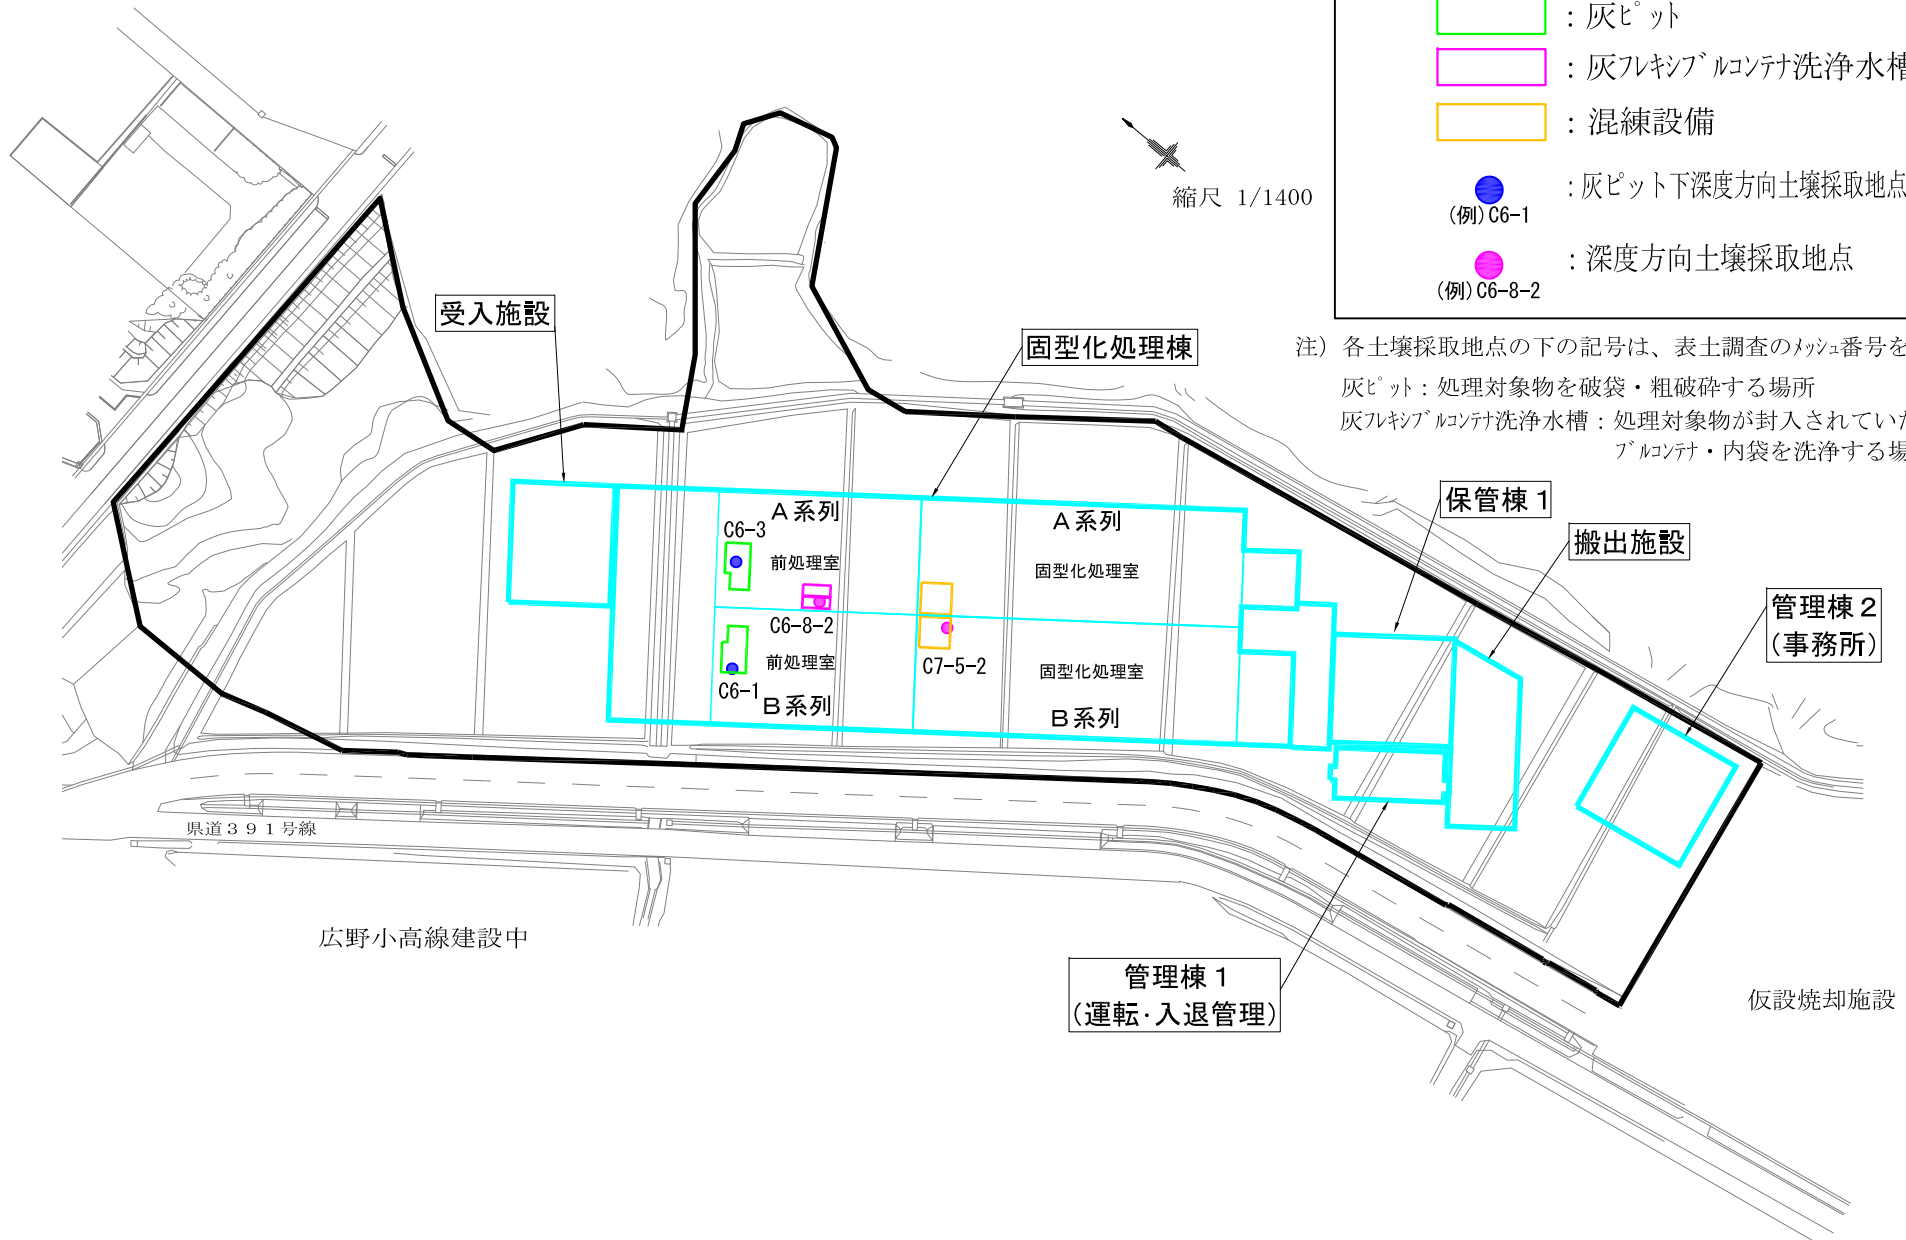 ：灰ﾋﾟｯﾄ
：灰ﾌﾚｷｼﾌﾞﾙｺﾝﾃﾅ洗浄水槽
：混練設備
：灰ピット下深度方向土壌採取地点
(例)C6-1
：深度方向土壌採取地点
(例)C6-8-2
縮尺 1/1400
注）各土壌採取地点の下の記号は、表土調査のﾒｯｼｭ番号を
灰ﾋﾟｯﾄ：処理対象物を破袋・粗破砕する場所
灰ﾌﾚｷｼﾌﾞﾙｺﾝﾃﾅ洗浄水槽：処理対象物が封入されていた
ﾌﾞﾙｺﾝﾃﾅ・内袋を洗浄する場
受入施設
固型化処理棟
保管棟１
搬出施設
管理棟２
(事務所)
Ａ系列
C6-3
前処理室
C6-8-2
前処理室
C6-1
Ｂ系列
Ａ系列
固型化処理室
C7-5-2
固型化処理室
Ｂ系列
県道３９１号線
広野小高線建設中
管理棟１
(運転･入退管理)
仮設焼却施設